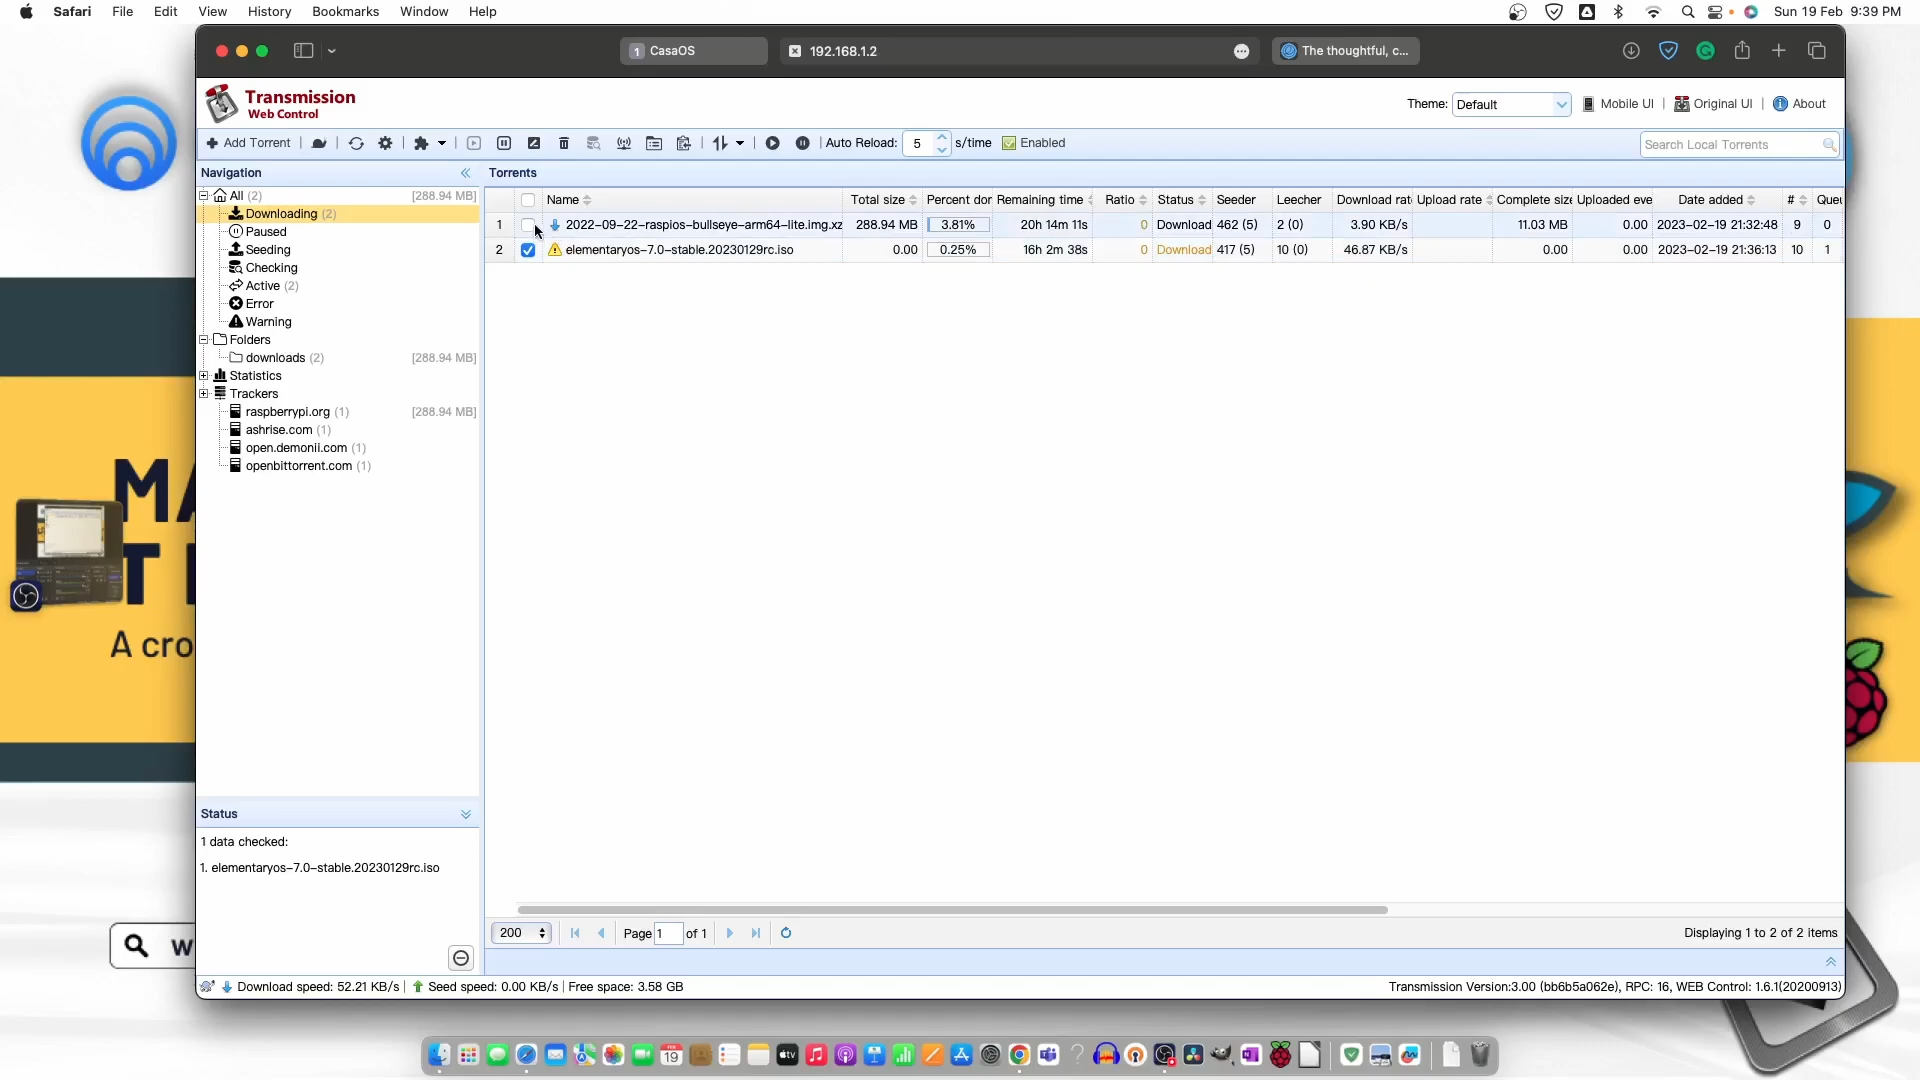 Safari File Edit View History Bookmarks Window Help Sun 19 Feb 9:39 PM
1 CasaOS 192.168.1.2 The thoughtful, c...
Transmission
Web Control
Theme: Default Mobile UI | Original UI | About
Add Torrent Auto Reload: 5 s/time Enabled Search Local Torrents
Navigation
All (2) [288.94 MB]
Downloading (2)
Paused
Seeding
Checking
Active (2)
Error
Warning
Folders
downloads (2) [288.94 MB]
Statistics
Trackers
raspberrypi.org (1) [288.94 MB]
ashrise.com (1)
open.demonii.com (1)
openbittorrent.com (1)
Torrents
Name Total size Percent dor Remaining time Ratio Status Seeder Leecher Download rat Upload rate Complete size Uploaded eve Date added # Queu
1 2022-09-22-raspios-bullseye-arm64-lite.img.xz 288.94 MB 3.81% 20h 14m 11s 0 Download 462 (5) 2 (0) 3.90 KB/s 11.03 MB 0.00 2023-02-19 21:32:48 9 0
2 elementaryos-7.0-stable.20230129rc.iso 0.00 0.25% 16h 2m 38s 0 Download 417 (5) 10 (0) 46.87 KB/s 0.00 0.00 2023-02-19 21:36:13 10 1
Status
1 data checked:
1. elementaryos-7.0-stable.20230129rc.iso
200 Page 1 of 1 Displaying 1 to 2 of 2 items
Download speed: 52.21 KB/s | Seed speed: 0.00 KB/s | Free space: 3.58 GB Transmission Version:3.00 (bb6b5a062e), RPC: 16, WEB Control: 1.6.1(20200913)
MA
T
A cro
W
FEB
19
tv